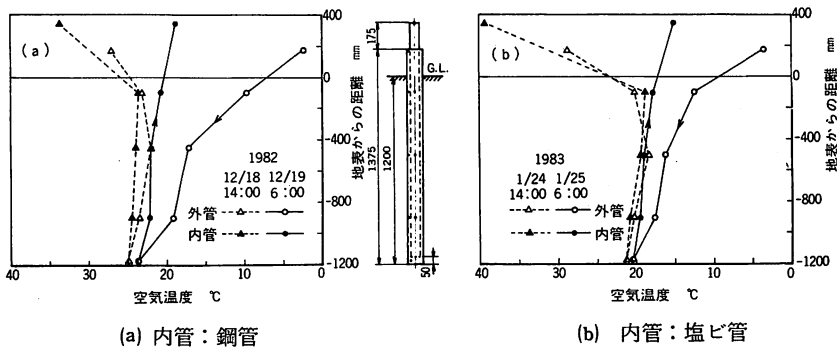 (a)
400
mm
0
-400
-800
-1200
地表からの距離
1982
12/18 12/19
14:00 6:00
外管
内管
40 30 20 10 0
空気温度 ℃
(a) 内管：鋼管
175
G.L.
1375
1200
50
(b)
400
mm
0
-400
-800
-1200
地表からの距離
1983
1/24 1/25
14:00 6:00
外管
内管
40 30 20 10 0
空気温度 ℃
(b) 内管：塩ビ管